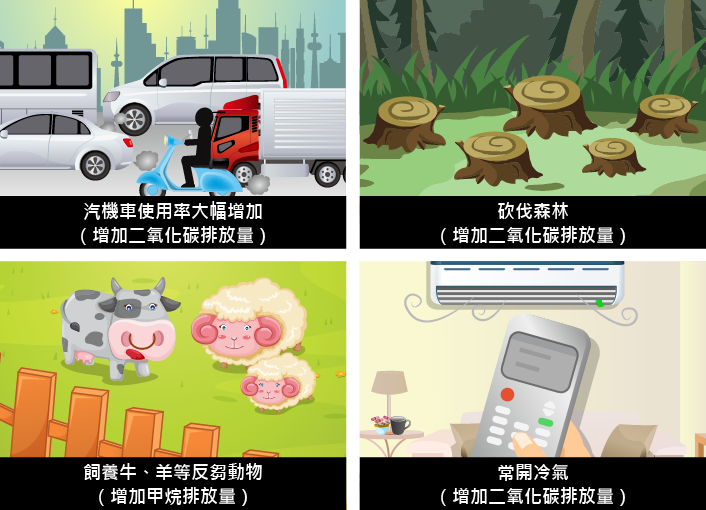 汽機車使用率大幅增加
（增加二氧化碳排放量）
砍伐森林
（增加二氧化碳排放量）
飼養牛、羊等反芻動物
（增加甲烷排放量）
常開冷氣
（增加二氧化碳排放量）